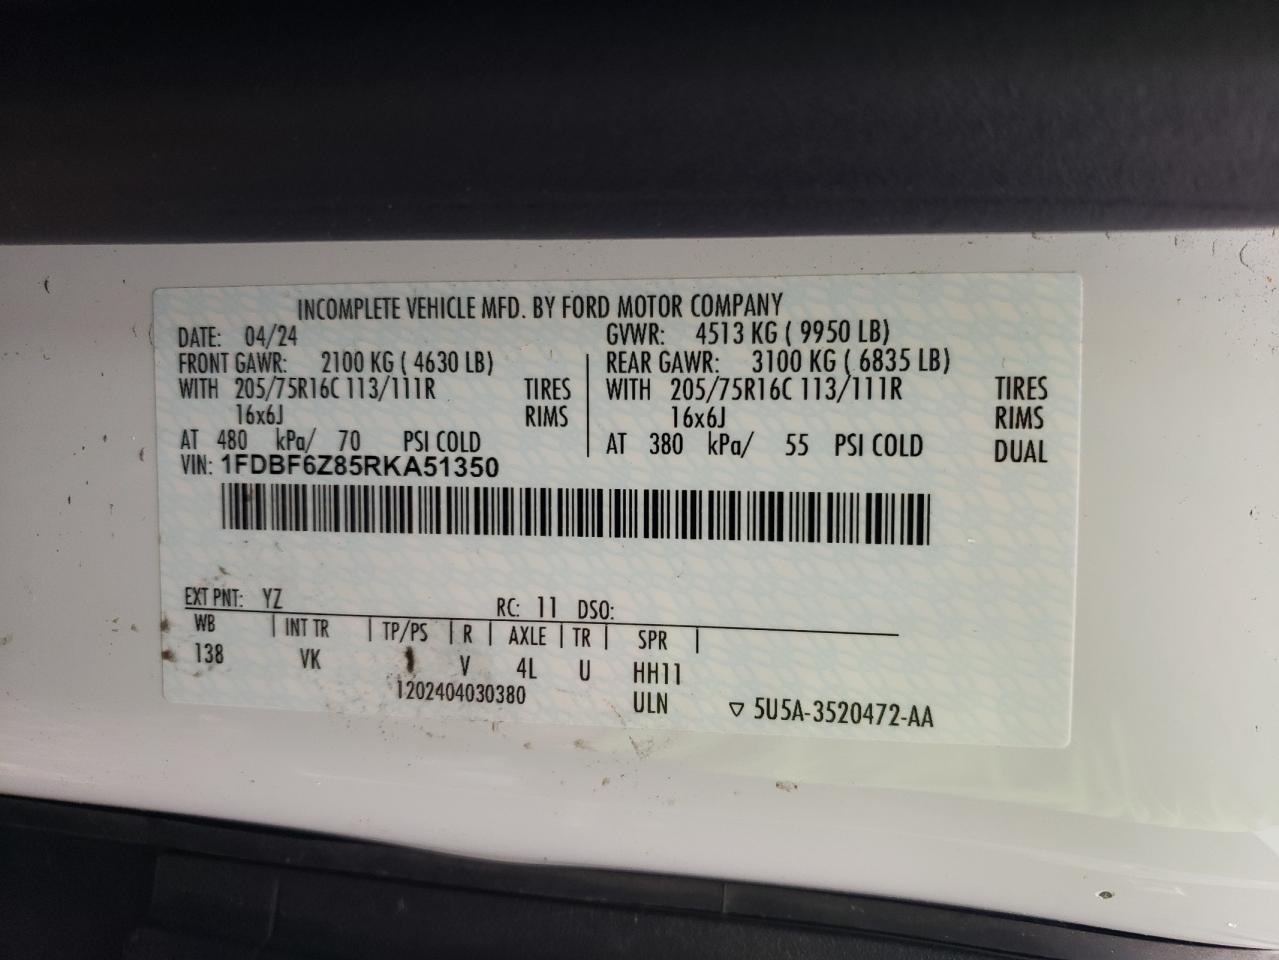 INCOMPLETE VEHICLE MFD. BY FORD MOTOR COMPANY
DATE: 04/24 GVWR: 4513 KG ( 9950 LB)
FRONT GAWR: 2100 KG ( 4630 LB) REAR GAWR: 3100 KG ( 6835 LB)
WITH 205/75R16C 113/111R TIRES WITH 205/75R16C 113/111R TIRES
16x6J RIMS 16x6J RIMS
AT 480 kPa/ 70 PSI COLD AT 380 kPa/ 55 PSI COLD DUAL
VIN: 1FDBF6Z85RKA51350
EXT PNT: YZ RC: 11 DSO:
WB INT TR TP/PS R AXLE TR SPR
138 VK V 4L U HH11
1202404030380 ULN 5U5A-3520472-AA